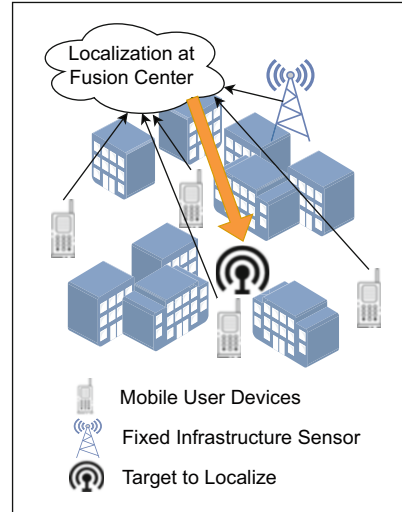 Localization at
Fusion Center
Mobile User Devices
Fixed Infrastructure Sensor
Target to Localize